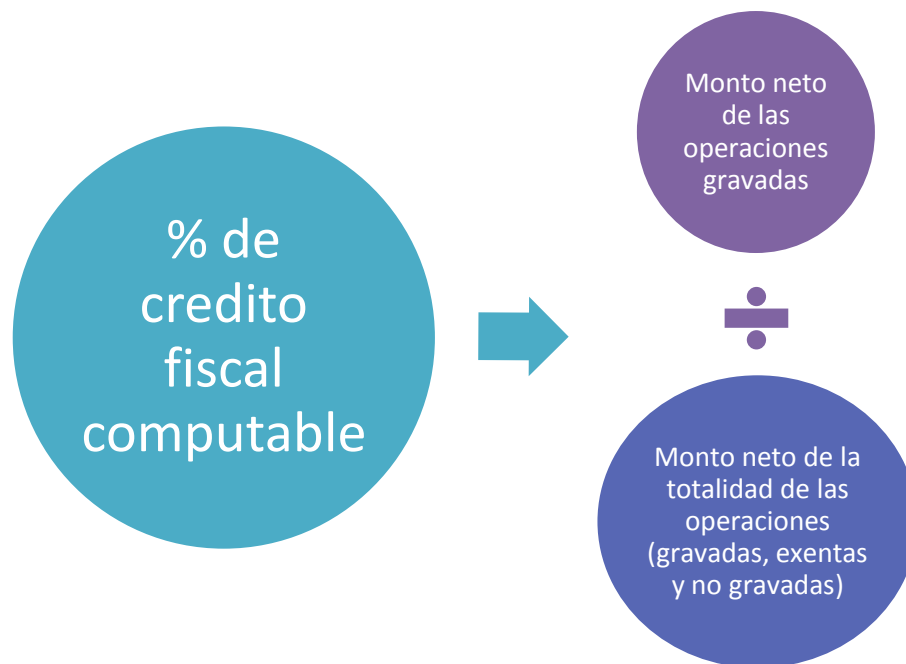 % de
credito
fiscal
computable
Monto neto
de las
operaciones
gravadas
÷
Monto neto de la
totalidad de las
operaciones
(gravadas, exentas
y no gravadas)